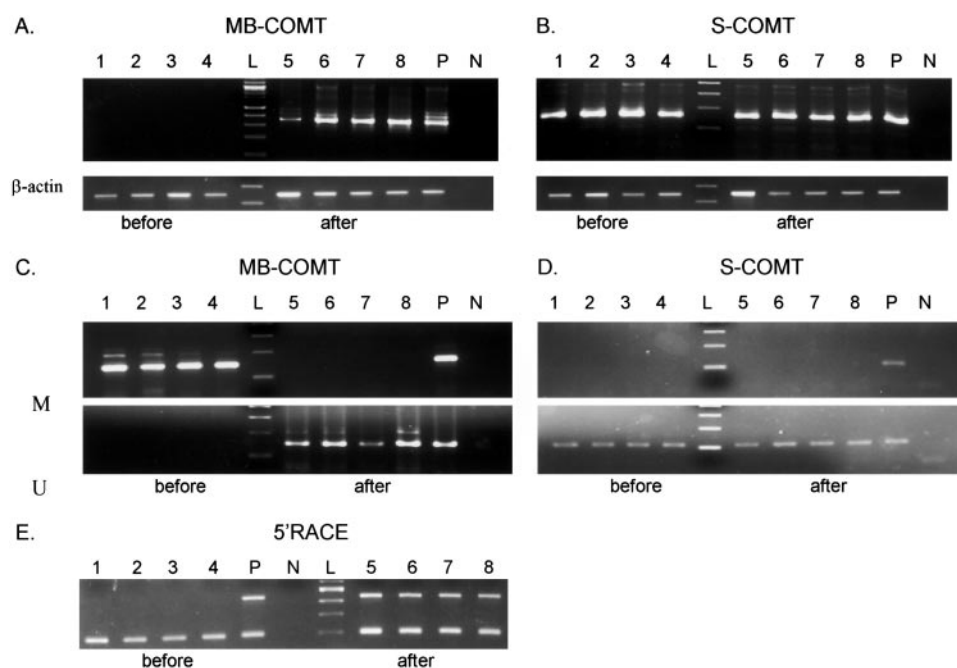 A. MB-COMT
1 2 3 4 L 5 6 7 8 P N
β-actin
before after
B. S-COMT
1 2 3 4 L 5 6 7 8 P N
before after
C. MB-COMT
1 2 3 4 L 5 6 7 8 P N
M
U
before after
D. S-COMT
1 2 3 4 L 5 6 7 8 P N
before after
E. 5'RACE
1 2 3 4 P N L 5 6 7 8
before after